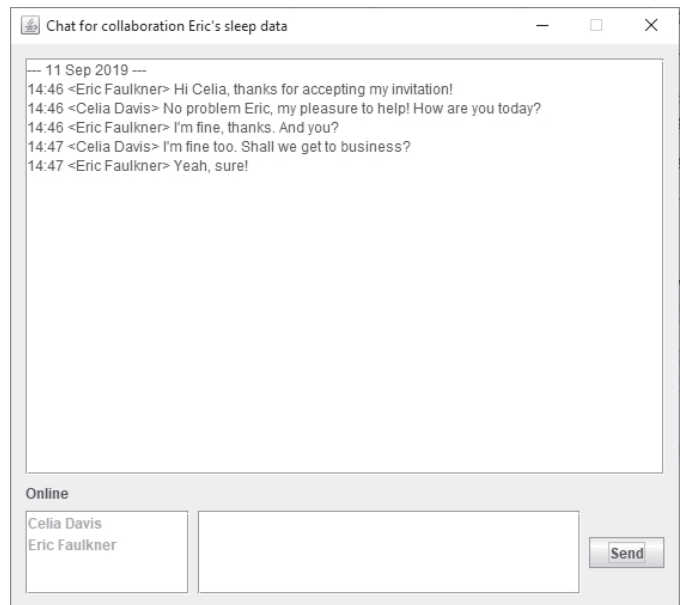 Chat for collaboration Eric's sleep data
--- 11 Sep 2019 ---
14:46 <Eric Faulkner> Hi Celia, thanks for accepting my invitation!
14:46 <Celia Davis> No problem Eric, my pleasure to help! How are you today?
14:46 <Eric Faulkner> I'm fine, thanks. And you?
14:47 <Celia Davis> I'm fine too. Shall we get to business?
14:47 <Eric Faulkner> Yeah, sure!
Online
Celia Davis
Eric Faulkner
Send